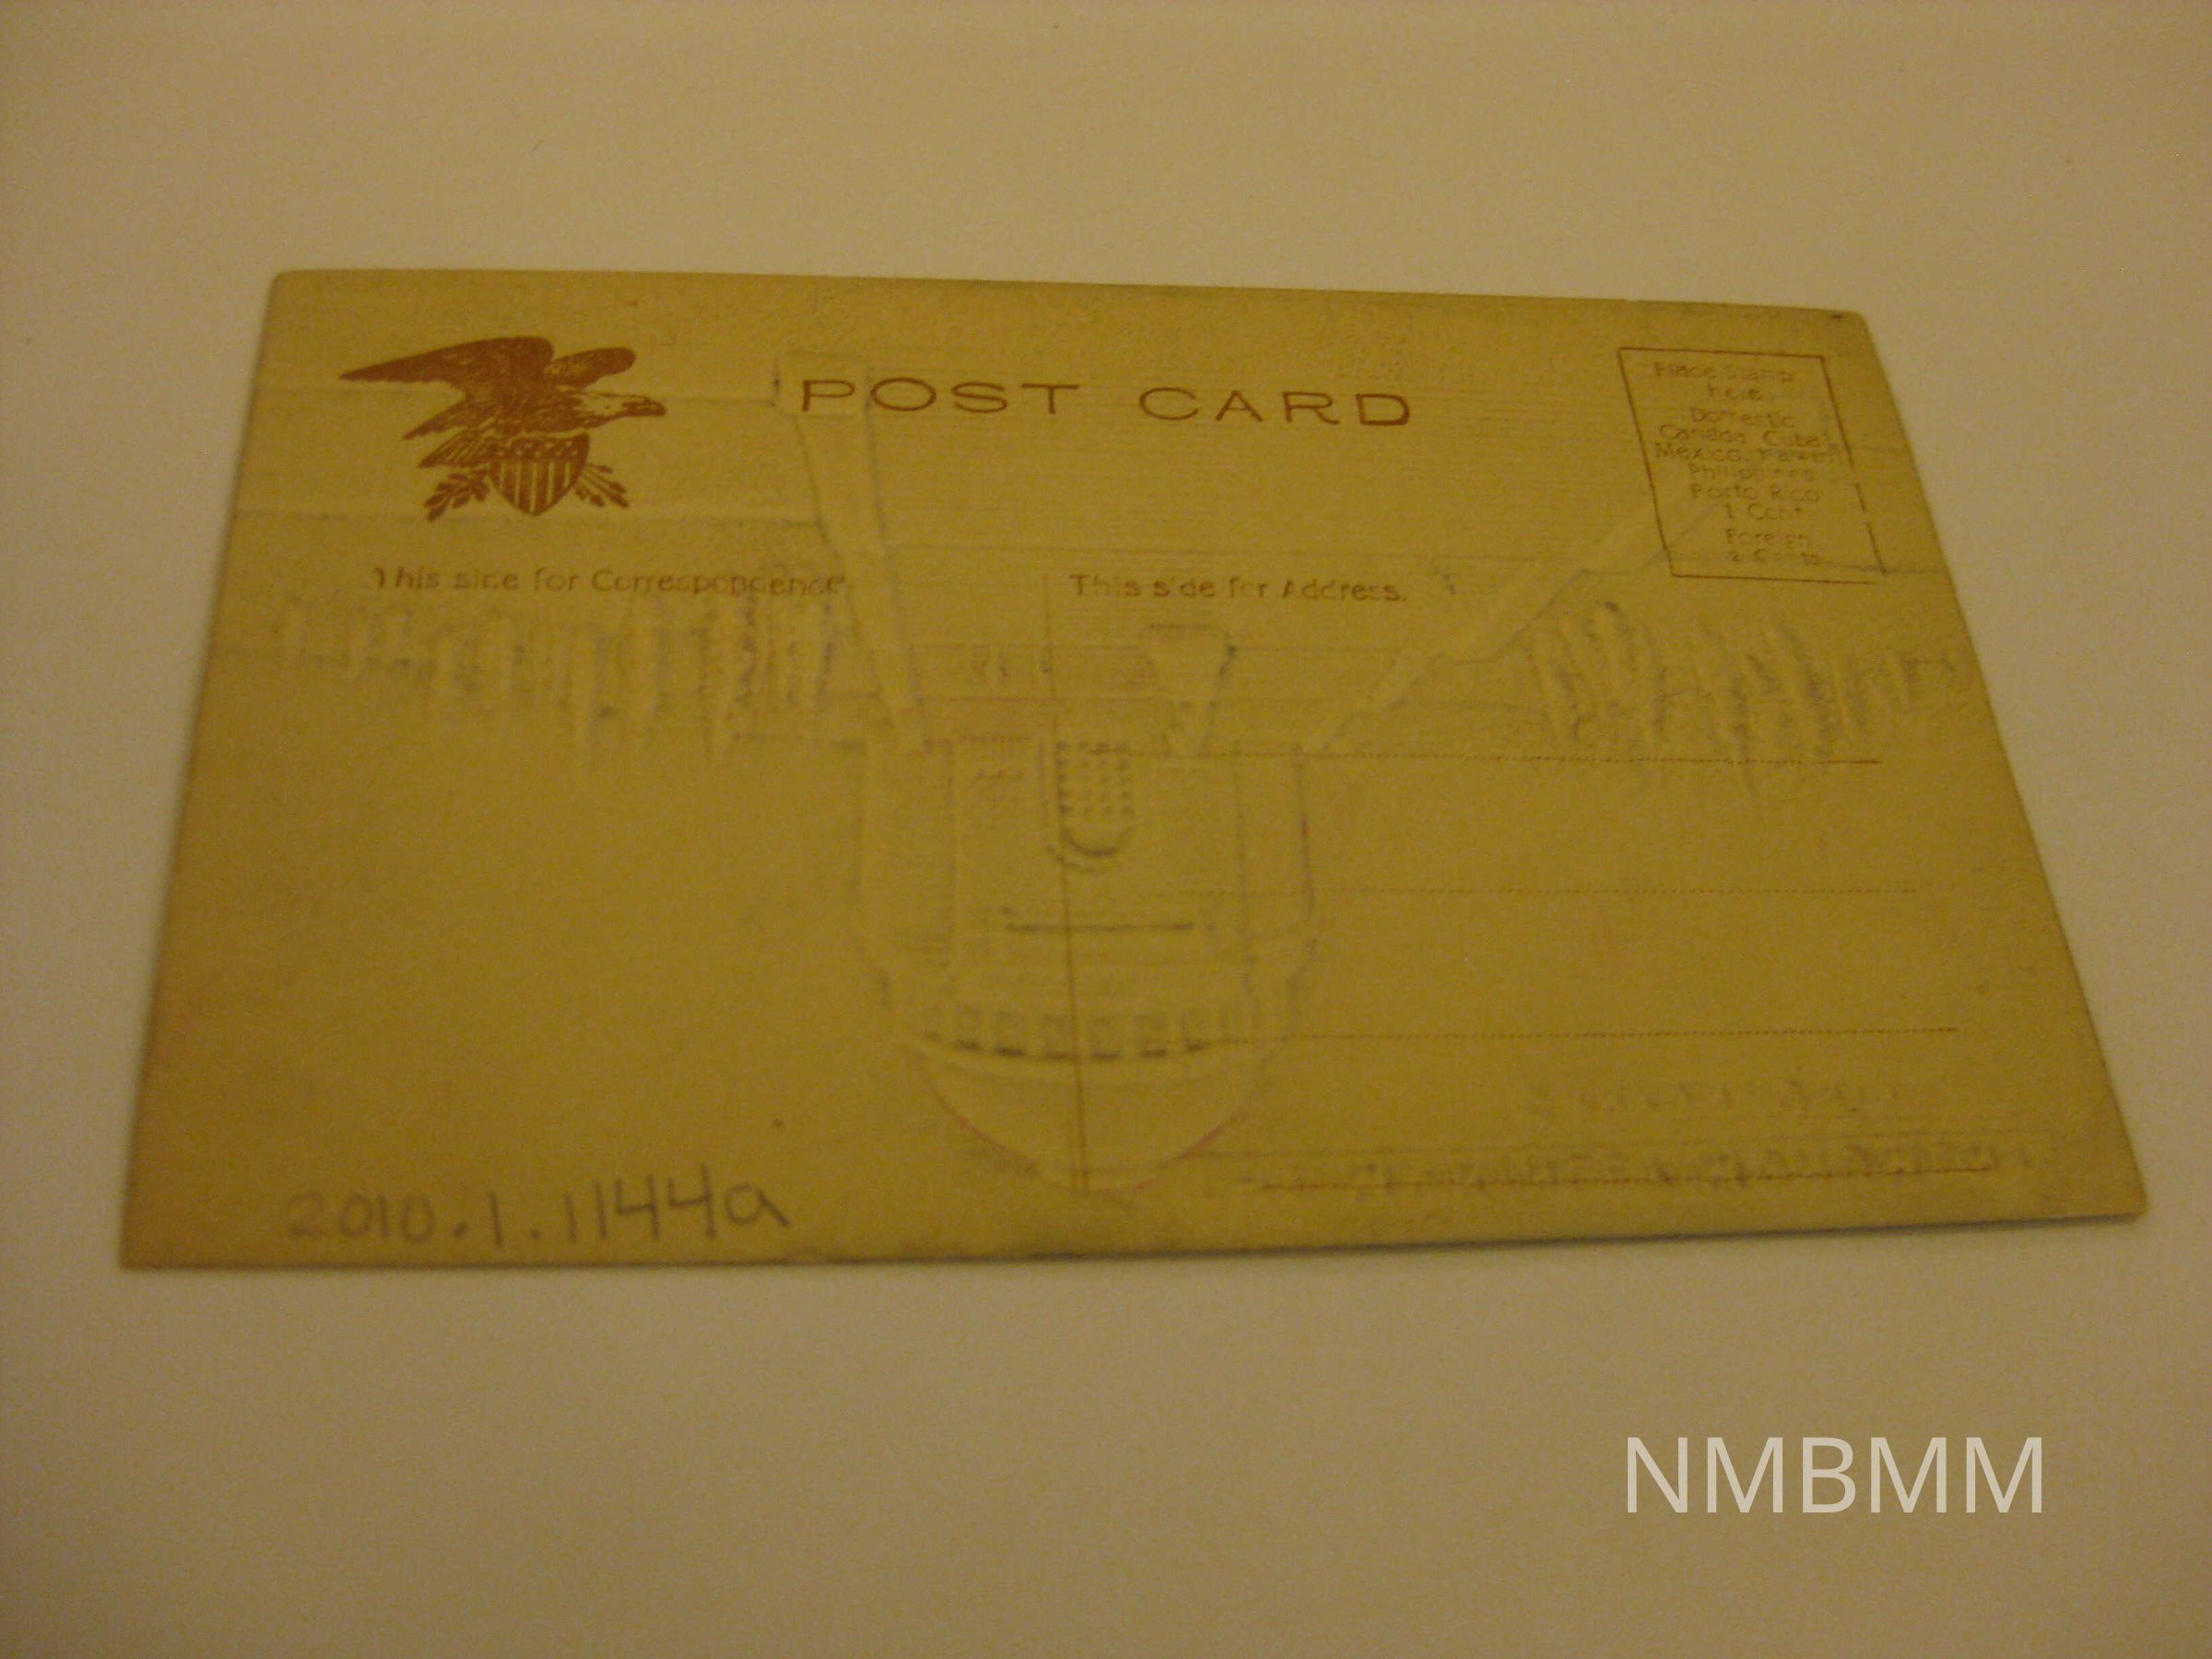 POST CARD
Place Stamp
here.
Domestic
Canada Cuba
Mexico. Hawaii
Philippines
Porto Rico
1 Cent
Foreign
2 Cents
This side for Correspondence
This side for Address.
2010.1.1144a
NMBMM